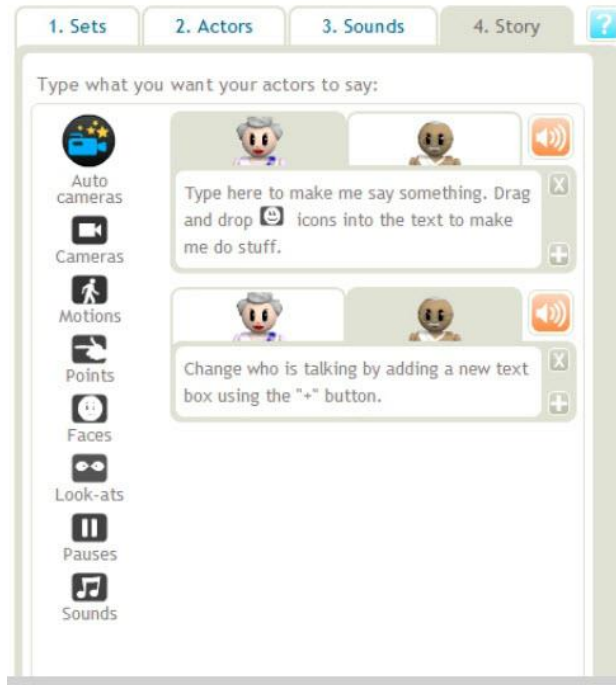 1. Sets
2. Actors
3. Sounds
4. Story
?
Type what you want your actors to say:
Auto
cameras
Cameras
Motions
Points
Faces
Look-ats
Pauses
Sounds
Type here to make me say something. Drag
and drop icons into the text to make
me do stuff.
X
+
Change who is talking by adding a new text
box using the "+" button.
X
+